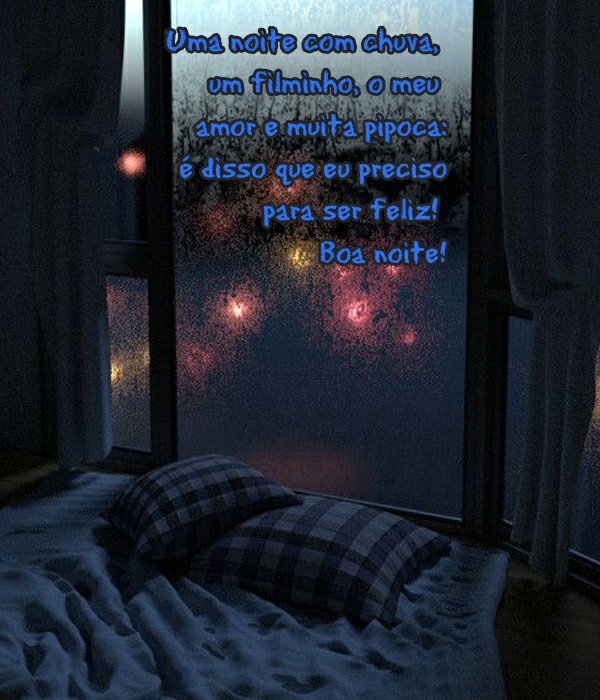 Uma noite com chuva,
um filminho, o meu
amor e muita pipoca:
é disso que eu preciso
para ser feliz!
Boa noite!